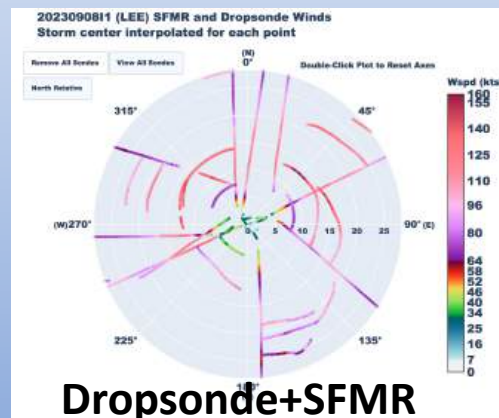 20230908I1 (LEE) SFMR and Dropsonde Winds
Storm center interpolated for each point
Remove All Sondes
View All Sondes
North Relative
Double-Click Plot to Reset Axes
(N)
0°
45°
90° (E)
135°
180°
225°
(W)270°
315°
0 5 10 15 20 25
Wspd (kts
160
155
140
125
110
96
80
64
58
52
46
40
34
25
16
7
0
Dropsonde+SFMR